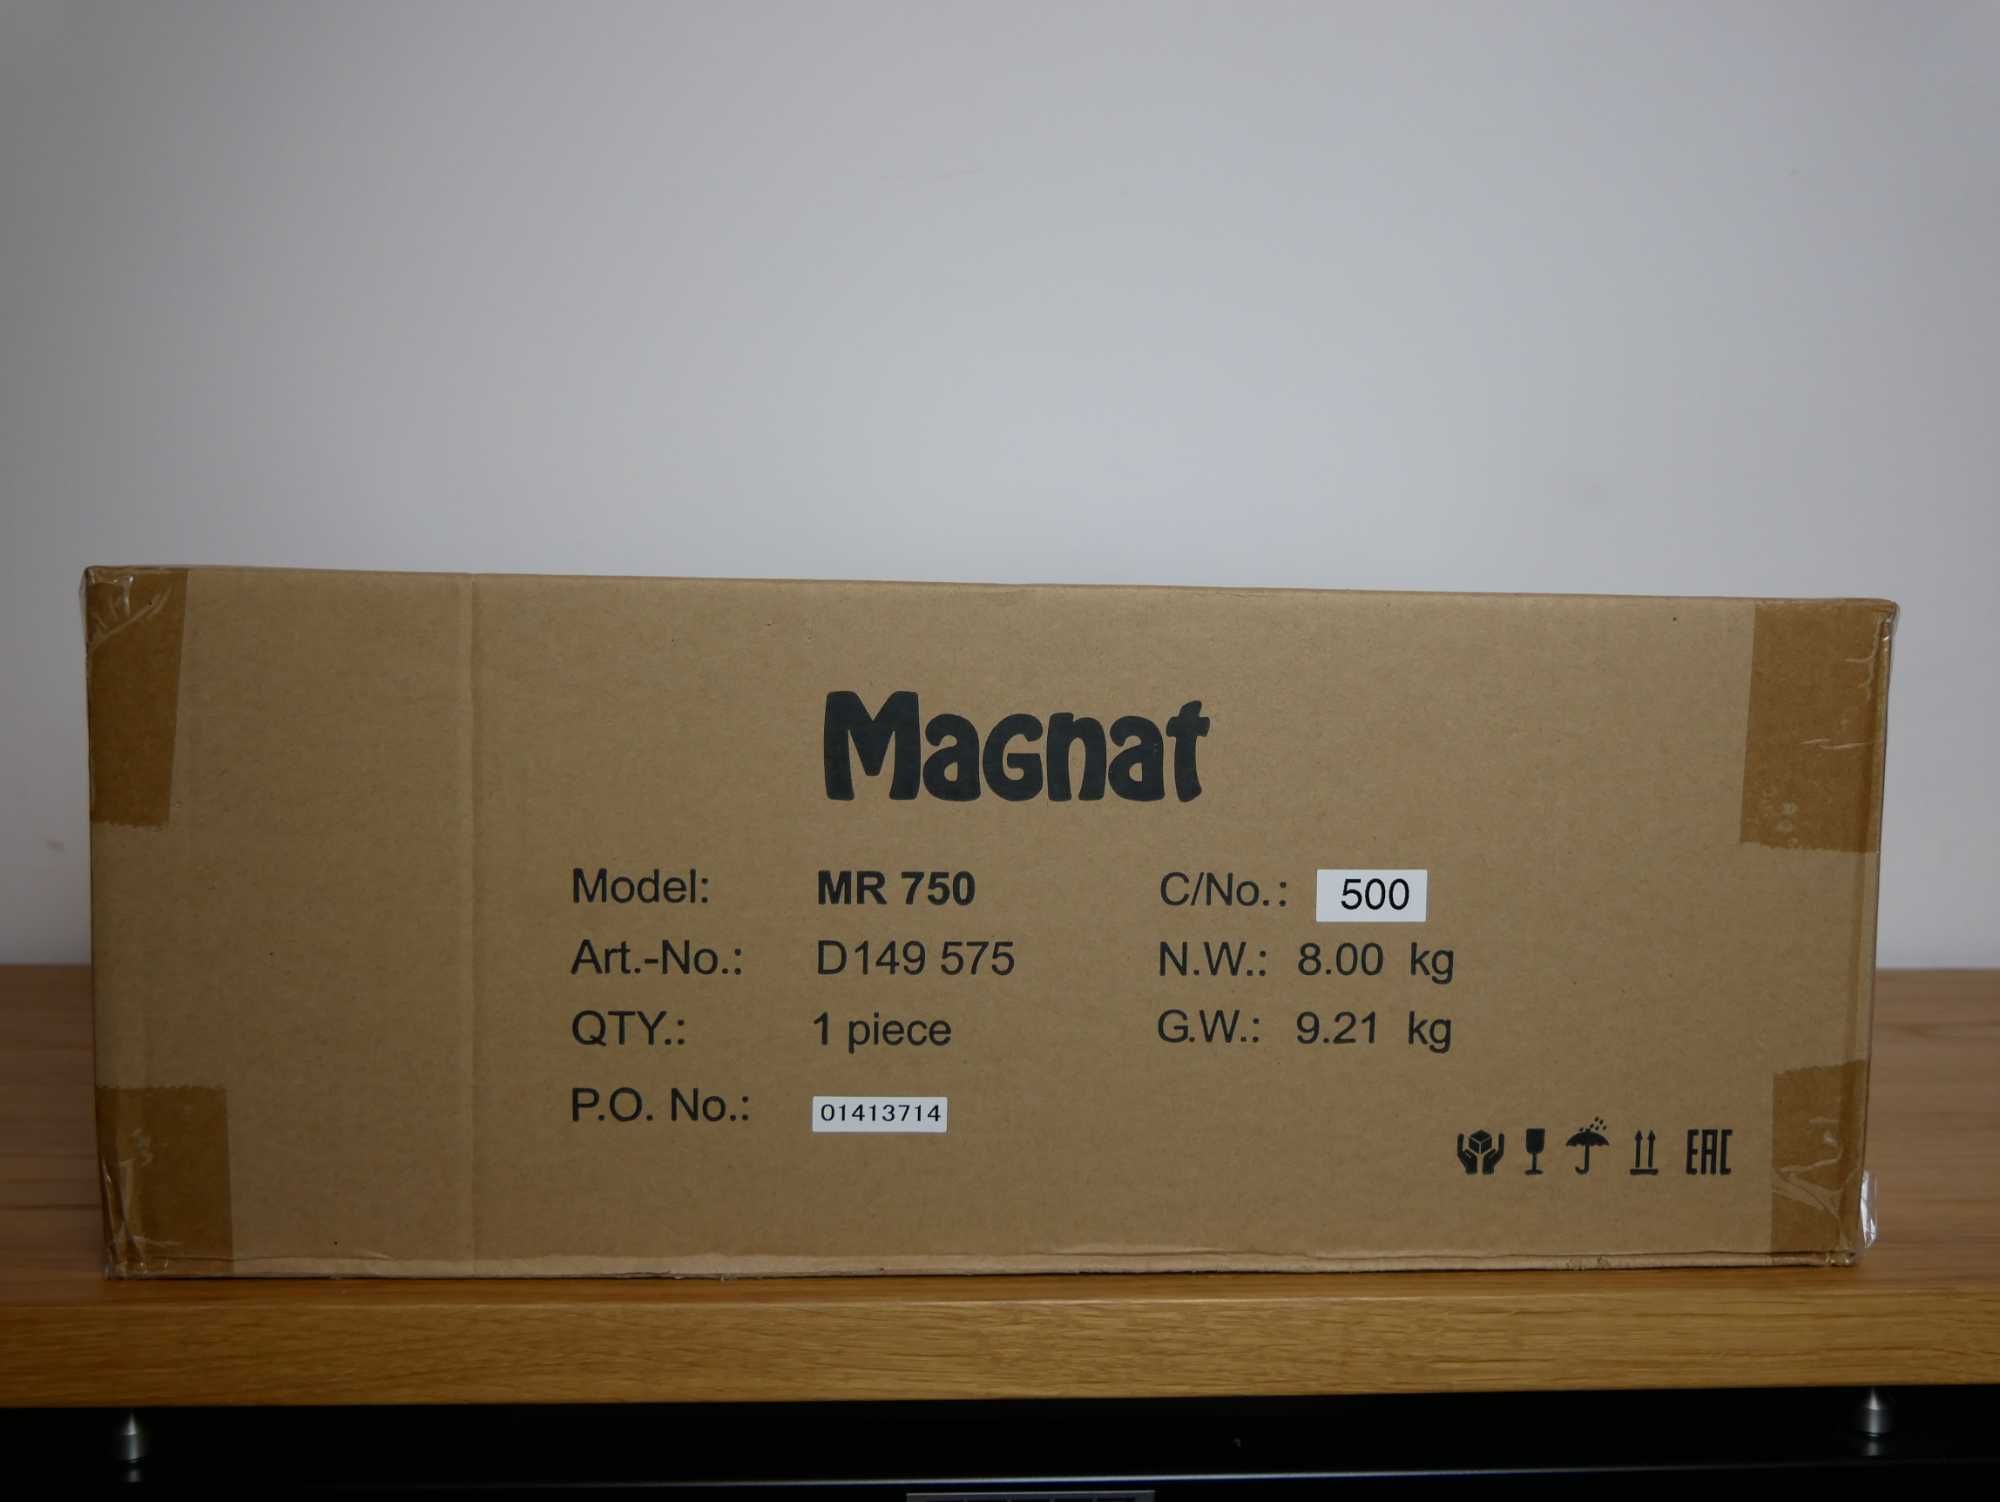 Magnat
Model: MR 750 C/No.: 500
Art.-No.: D149 575 N.W.: 8.00 kg
QTY.: 1 piece G.W.: 9.21 kg
P.O. No.: 01413714
EAC